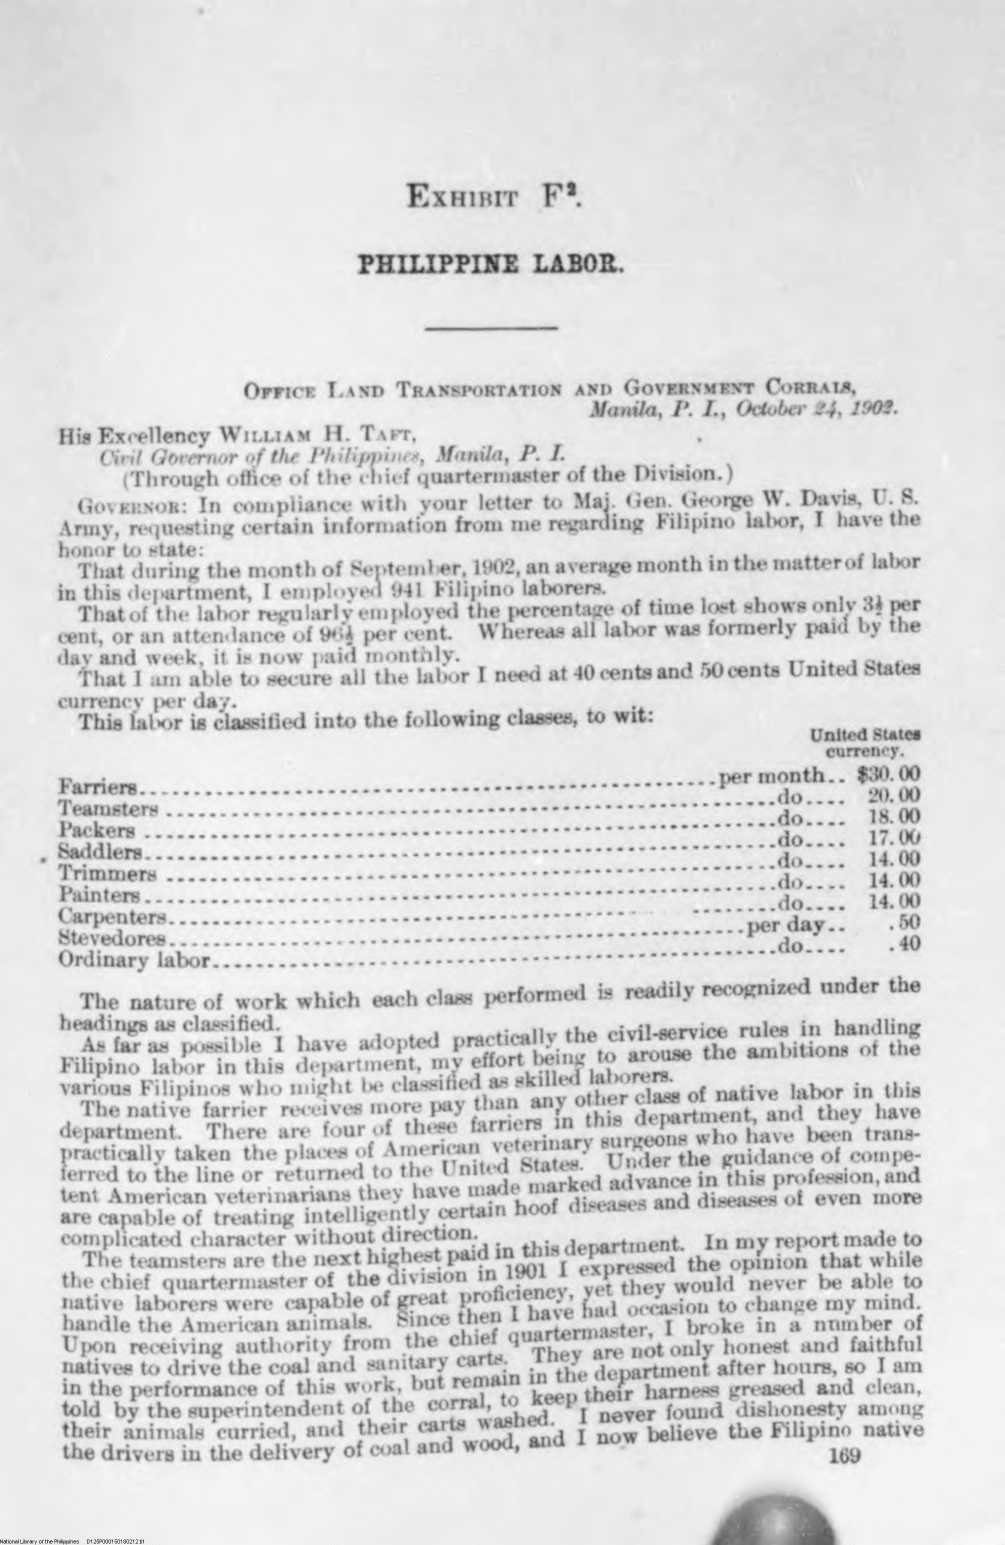 EXHIBIT F².
PHILIPPINE LABOR.
OFFICE LAND TRANSPORTATION AND GOVERNMENT CORRALS,
Manila, P. I., October 24, 1902.
His Excellency WILLIAM H. TAFT,
Civil Governor of the Philippines, Manila, P. I.
(Through office of the chief quartermaster of the Division.)
GOVERNOR: In compliance with your letter to Maj. Gen. George W. Davis, U. S.
Army, requesting certain information from me regarding Filipino labor, I have the
honor to state:
That during the month of September, 1902, an average month in the matter of labor
in this department, I employed 941 Filipino laborers.
That of the labor regularly employed the percentage of time lost shows only 3½ per
cent, or an attendance of 96½ per cent. Whereas all labor was formerly paid by the
day and week, it is now paid monthly.
That I am able to secure all the labor I need at 40 cents and 50 cents United States
currency per day.
This labor is classified into the following classes, to wit:
United States
currency.
Farriers........per month.. $30.00
Teamsters........do.... 20.00
Packers........do.... 18.00
Saddlers........do.... 17.00
Trimmers........do.... 14.00
Painters........do.... 14.00
Carpenters........do.... 14.00
Stevedores........per day.. .50
Ordinary labor........do.... .40
The nature of work which each class performed is readily recognized under the
headings as classified.
As far as possible I have adopted practically the civil-service rules in handling
Filipino labor in this department, my effort being to arouse the ambitions of the
various Filipinos who might be classified as skilled laborers.
The native farrier receives more pay than any other class of native labor in this
department. There are four of these farriers in this department, and they have
practically taken the places of American veterinary surgeons who have been trans-
ferred to the line or returned to the United States. Under the guidance of compe-
tent American veterinarians they have made marked advance in this profession, and
are capable of treating intelligently certain hoof diseases and diseases of even more
complicated character without direction.
The teamsters are the next highest paid in this department. In my report made to
the chief quartermaster of the division in 1901 I expressed the opinion that while
native laborers were capable of great proficiency, yet they would never be able to
handle the American animals. Since then I have had occasion to change my mind.
Upon receiving authority from the chief quartermaster, I broke in a number of
natives to drive the coal and sanitary carts. They are not only honest and faithful
in the performance of this work, but remain in the department after hours, so I am
told by the superintendent of the corral, to keep their harness greased and clean,
their animals curried, and their carts washed. I never found dishonesty among
the drivers in the delivery of coal and wood, and I now believe the Filipino native
169
National Library of the Philippines D125P000150180212.tif